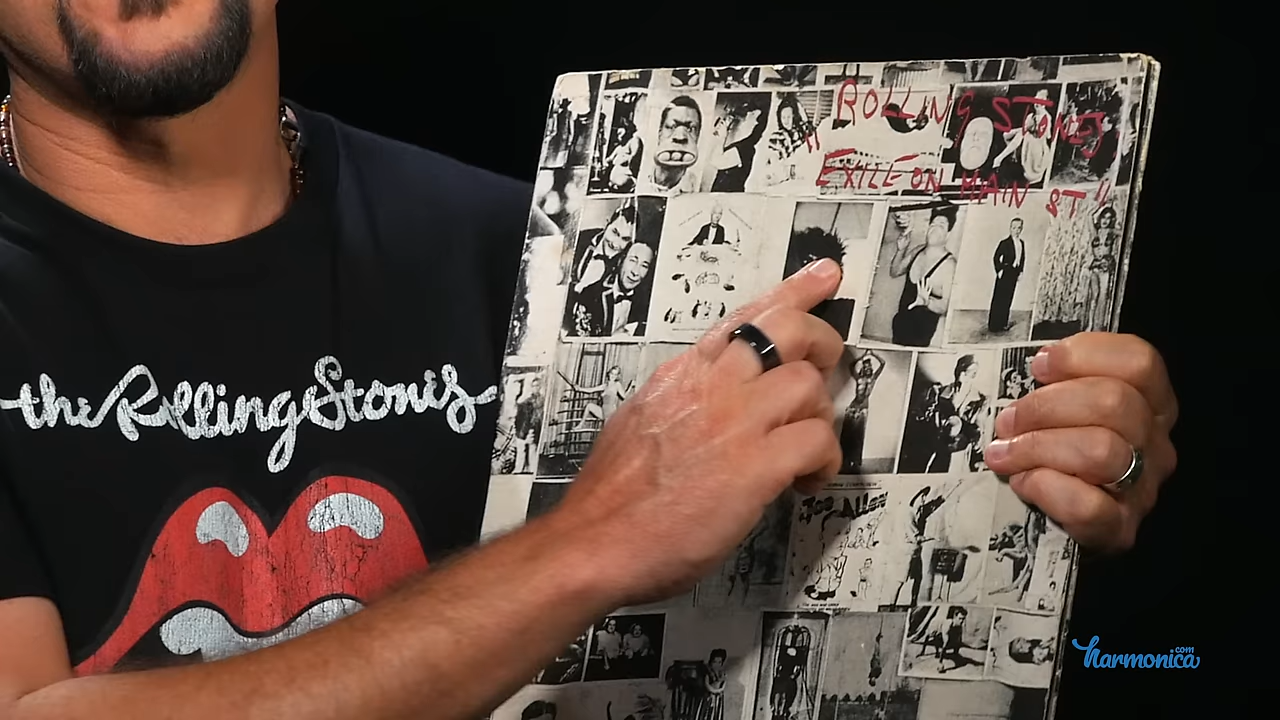 ROLLING STONES
"EXILE ON MAIN ST"
the Rolling Stones
Joe Allen
harmonica.com